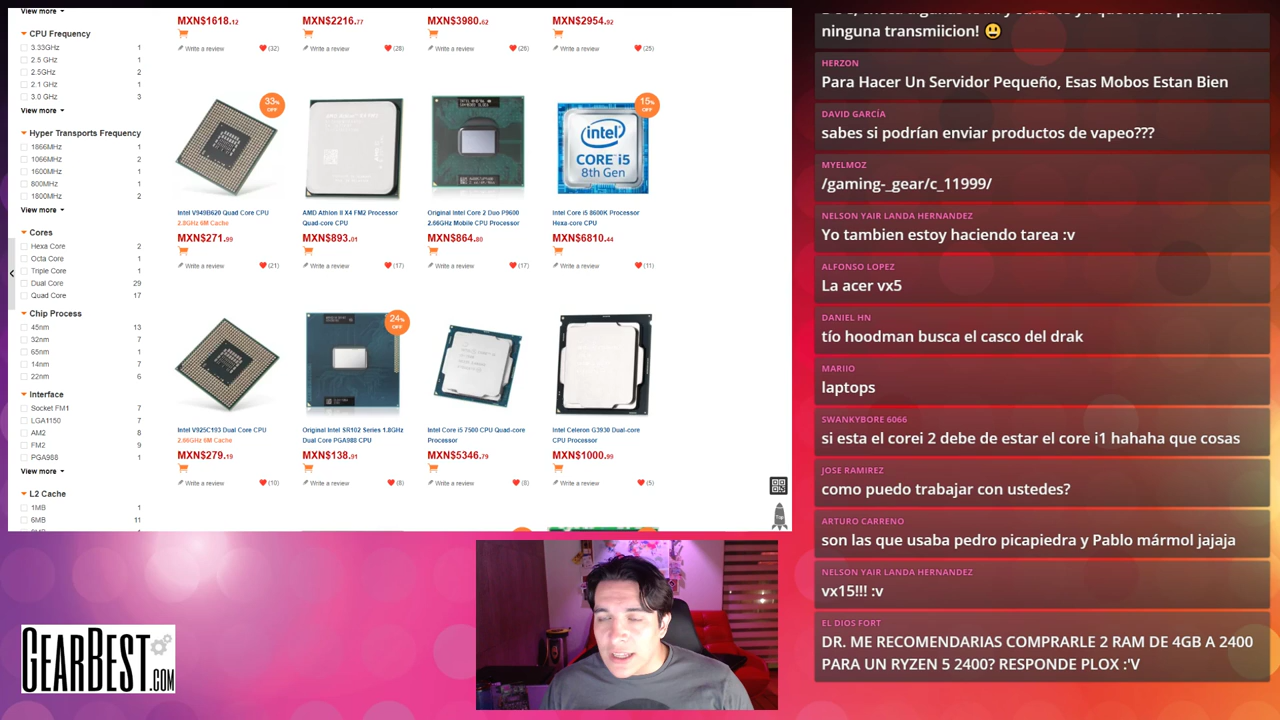 View more
CPU Frequency
3.33GHz 1
2.5 GHz 1
2.5GHz 2
2.1 GHz 1
3.0 GHz 3
View more
Hyper Transports Frequency
1866MHz 1
1066MHz 2
1600MHz 1
800MHz 1
1800MHz 2
View more
Cores
Hexa Core 2
Octa Core 1
Triple Core 1
Dual Core 29
Quad Core 17
Chip Process
45nm 13
32nm 7
65nm 1
14nm 7
22nm 6
Interface
Socket FM1 7
LGA1150 7
AM2 8
FM2 9
PGA988 1
View more
L2 Cache
1MB 1
6MB 11
MXN$1618.12 MXN$2216.77 MXN$3980.62 MXN$2954.92
Write a review (32) Write a review (28) Write a review (26) Write a review (25)
33% OFF
15% OFF
intel
CORE i5
8th Gen
Intel V949B620 Quad Core CPU
2.8GHz 6M Cache
MXN$271.99
Write a review (21)
AMD Athlon II X4 FM2 Processor
Quad-core CPU
MXN$893.01
Write a review (17)
Original Intel Core 2 Duo P9600
2.66GHz Mobile CPU Processor
MXN$864.80
Write a review (17)
Intel Core i5 8600K Processor
Hexa-core CPU
MXN$6810.44
Write a review (11)
24% OFF
Intel V925C193 Dual Core CPU
2.66GHz 6M Cache
MXN$279.19
Write a review (10)
Original Intel SR102 Series 1.8GHz
Dual Core PGA988 CPU
MXN$138.91
Write a review (8)
Intel Core i5 7500 CPU Quad-core
Processor
MXN$5346.79
Write a review (8)
Intel Celeron G3930 Dual-core
CPU Processor
MXN$1000.99
Write a review (5)
Top
GEARBEST.COM
ninguna transmiicion! 😃
HERZON
Para Hacer Un Servidor Pequeño, Esas Mobos Estan Bien
DAVID GARCÍA
sabes si podrían enviar productos de vapeo???
MYELMOZ
/gaming-_gear/c_11999/
NELSON YAIR LANDA HERNANDEZ
Yo tambien estoy haciendo tarea :v
ALFONSO LOPEZ
La acer vx5
DANIEL HN
tío hoodman busca el casco del drak
MARIIO
laptops
SWANKYBORE 6066
si esta el corei 2 debe de estar el core i1 hahaha que cosas
JOSE RAMIREZ
como puedo trabajar con ustedes?
ARTURO CARRENO
son las que usaba pedro picapiedra y Pablo mármol jajaja
NELSON YAIR LANDA HERNANDEZ
vx15!!! :v
EL DIOS FORT
DR. ME RECOMENDARIAS COMPRARLE 2 RAM DE 4GB A 2400
PARA UN RYZEN 5 2400? RESPONDE PLOX :'V